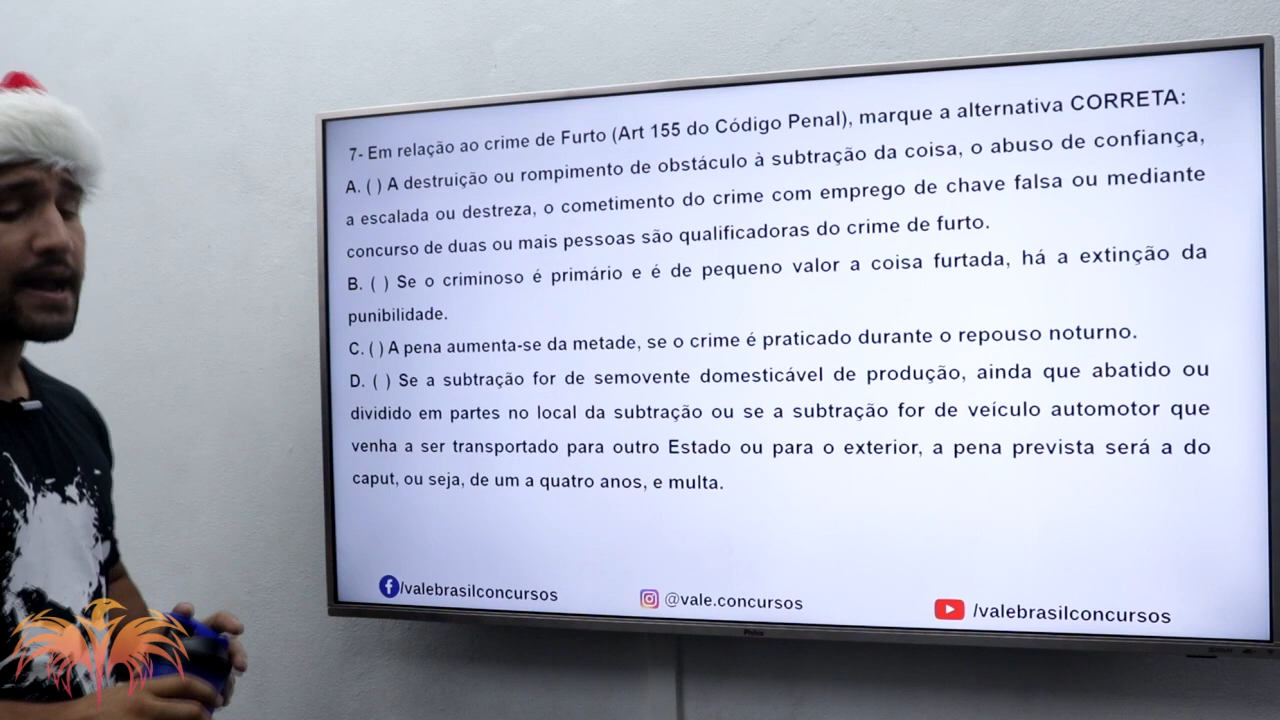 7- Em relação ao crime de Furto (Art 155 do Código Penal), marque a alternativa CORRETA:
A. ( ) A destruição ou rompimento de obstáculo à subtração da coisa, o abuso de confiança,
a escalada ou destreza, o cometimento do crime com emprego de chave falsa ou mediante
concurso de duas ou mais pessoas são qualificadoras do crime de furto.
B. ( ) Se o criminoso é primário e é de pequeno valor a coisa furtada, há a extinção da
punibilidade.
C. ( ) A pena aumenta-se da metade, se o crime é praticado durante o repouso noturno.
D. ( ) Se a subtração for de semovente domesticável de produção, ainda que abatido ou
dividido em partes no local da subtração ou se a subtração for de veículo automotor que
venha a ser transportado para outro Estado ou para o exterior, a pena prevista será a do
caput, ou seja, de um a quatro anos, e multa.
/valebrasilconcursos
@vale.concursos
/valebrasilconcursos
Philco